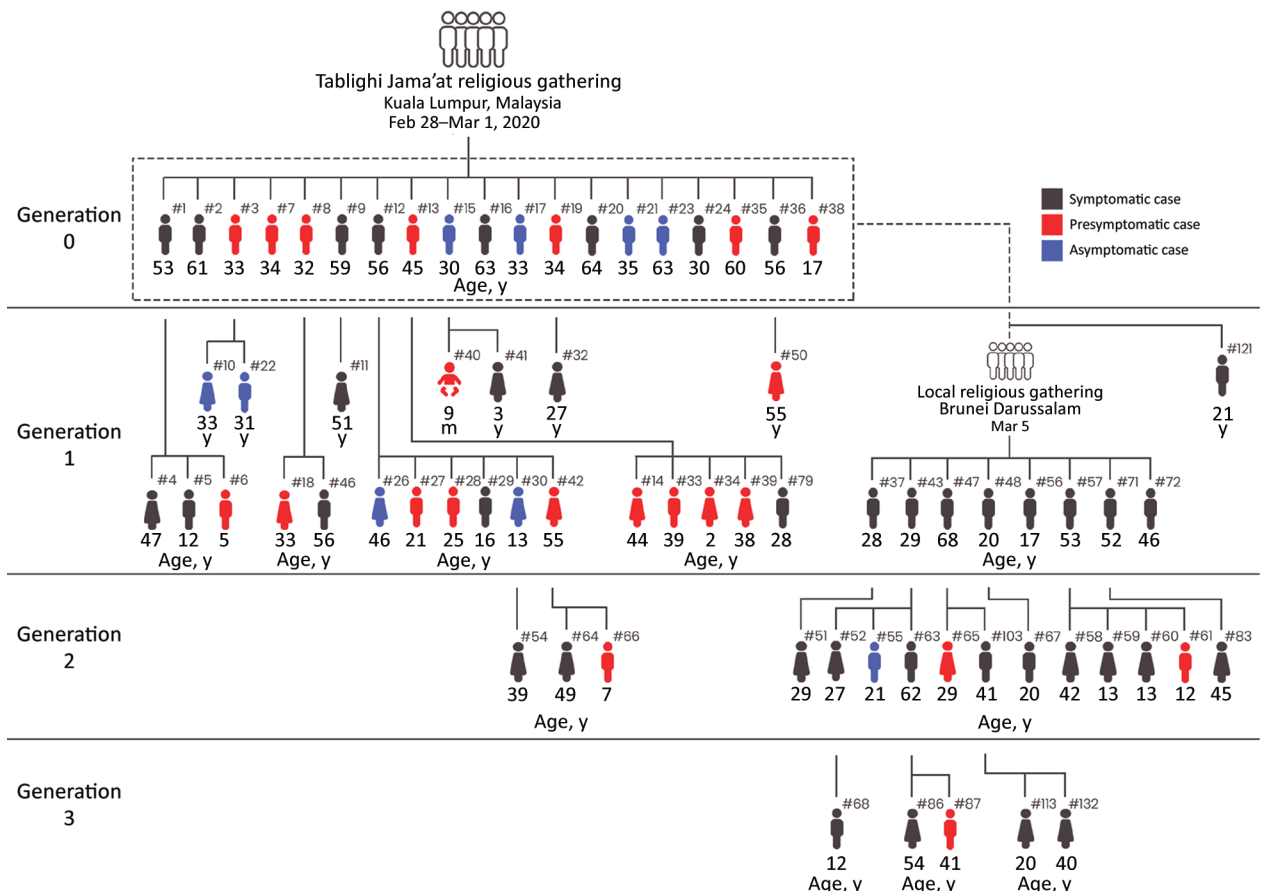 Tablighi Jama’at religious gathering
Kuala Lumpur, Malaysia
Feb 28–Mar 1, 2020
Generation
0
#1 #2 #3 #7 #8 #9 #12 #13 #15 #16 #17 #19 #20 #21 #23 #24 #35 #36 #38
53 61 33 34 32 59 56 45 30 63 33 34 64 35 63 30 60 56 17
Age, y
Symptomatic case
Presymptomatic case
Asymptomatic case
Generation
1
#10 #22 #11 #40 #41 #32 #50 #121
33 31 51 9 3 27 55 21
y y y m y y y y
Local religious gathering
Brunei Darussalam
Mar 5
#4 #5 #6 #18 #46 #26 #27 #28 #29 #30 #42 #14 #33 #34 #39 #79 #37 #43 #47 #48 #56 #57 #71 #72
47 12 5 33 56 46 21 25 16 13 55 44 39 2 38 28 28 29 68 20 17 53 52 46
Age, y Age, y Age, y Age, y Age, y
Generation
2
#54 #64 #66 #51 #52 #55 #63 #65 #103 #67 #58 #59 #60 #61 #83
39 49 7 29 27 21 62 29 41 20 42 13 13 12 45
Age, y Age, y
Generation
3
#68 #86 #87 #113 #132
12 54 41 20 40
Age, y Age, y Age, y